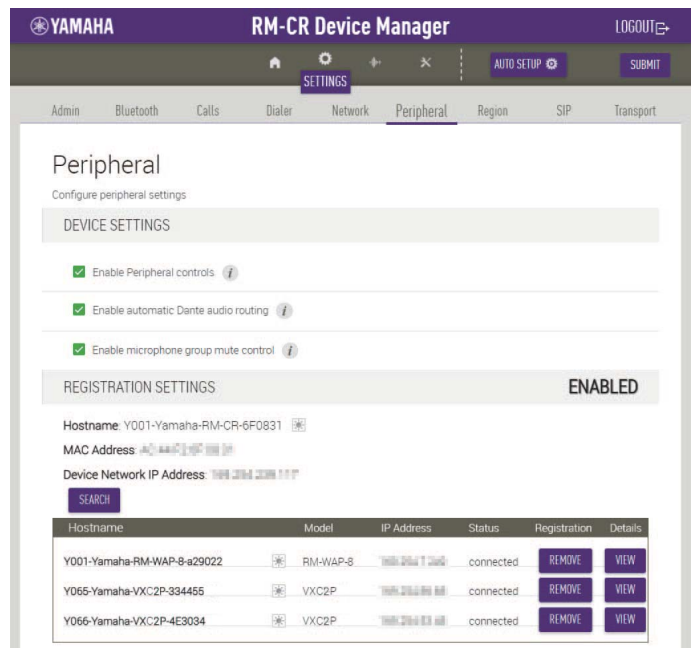 YAMAHA RM-CR Device Manager LOGOUT
SETTINGS AUTO SETUP SUBMIT
Admin Bluetooth Calls Dialer Network Peripheral Region SIP Transport
Peripheral
Configure peripheral settings
DEVICE SETTINGS
Enable Peripheral controls i
Enable automatic Dante audio routing i
Enable microphone group mute control i
REGISTRATION SETTINGS ENABLED
Hostname: Y001-Yamaha-RM-CR-6F0831
MAC Address:
Device Network IP Address:
SEARCH
Hostname Model IP Address Status Registration Details
Y001-Yamaha-RM-WAP-8-a29022 RM-WAP-8 connected REMOVE VIEW
Y065-Yamaha-VXC2P-334455 VXC2P connected REMOVE VIEW
Y066-Yamaha-VXC2P-4E3034 VXC2P connected REMOVE VIEW